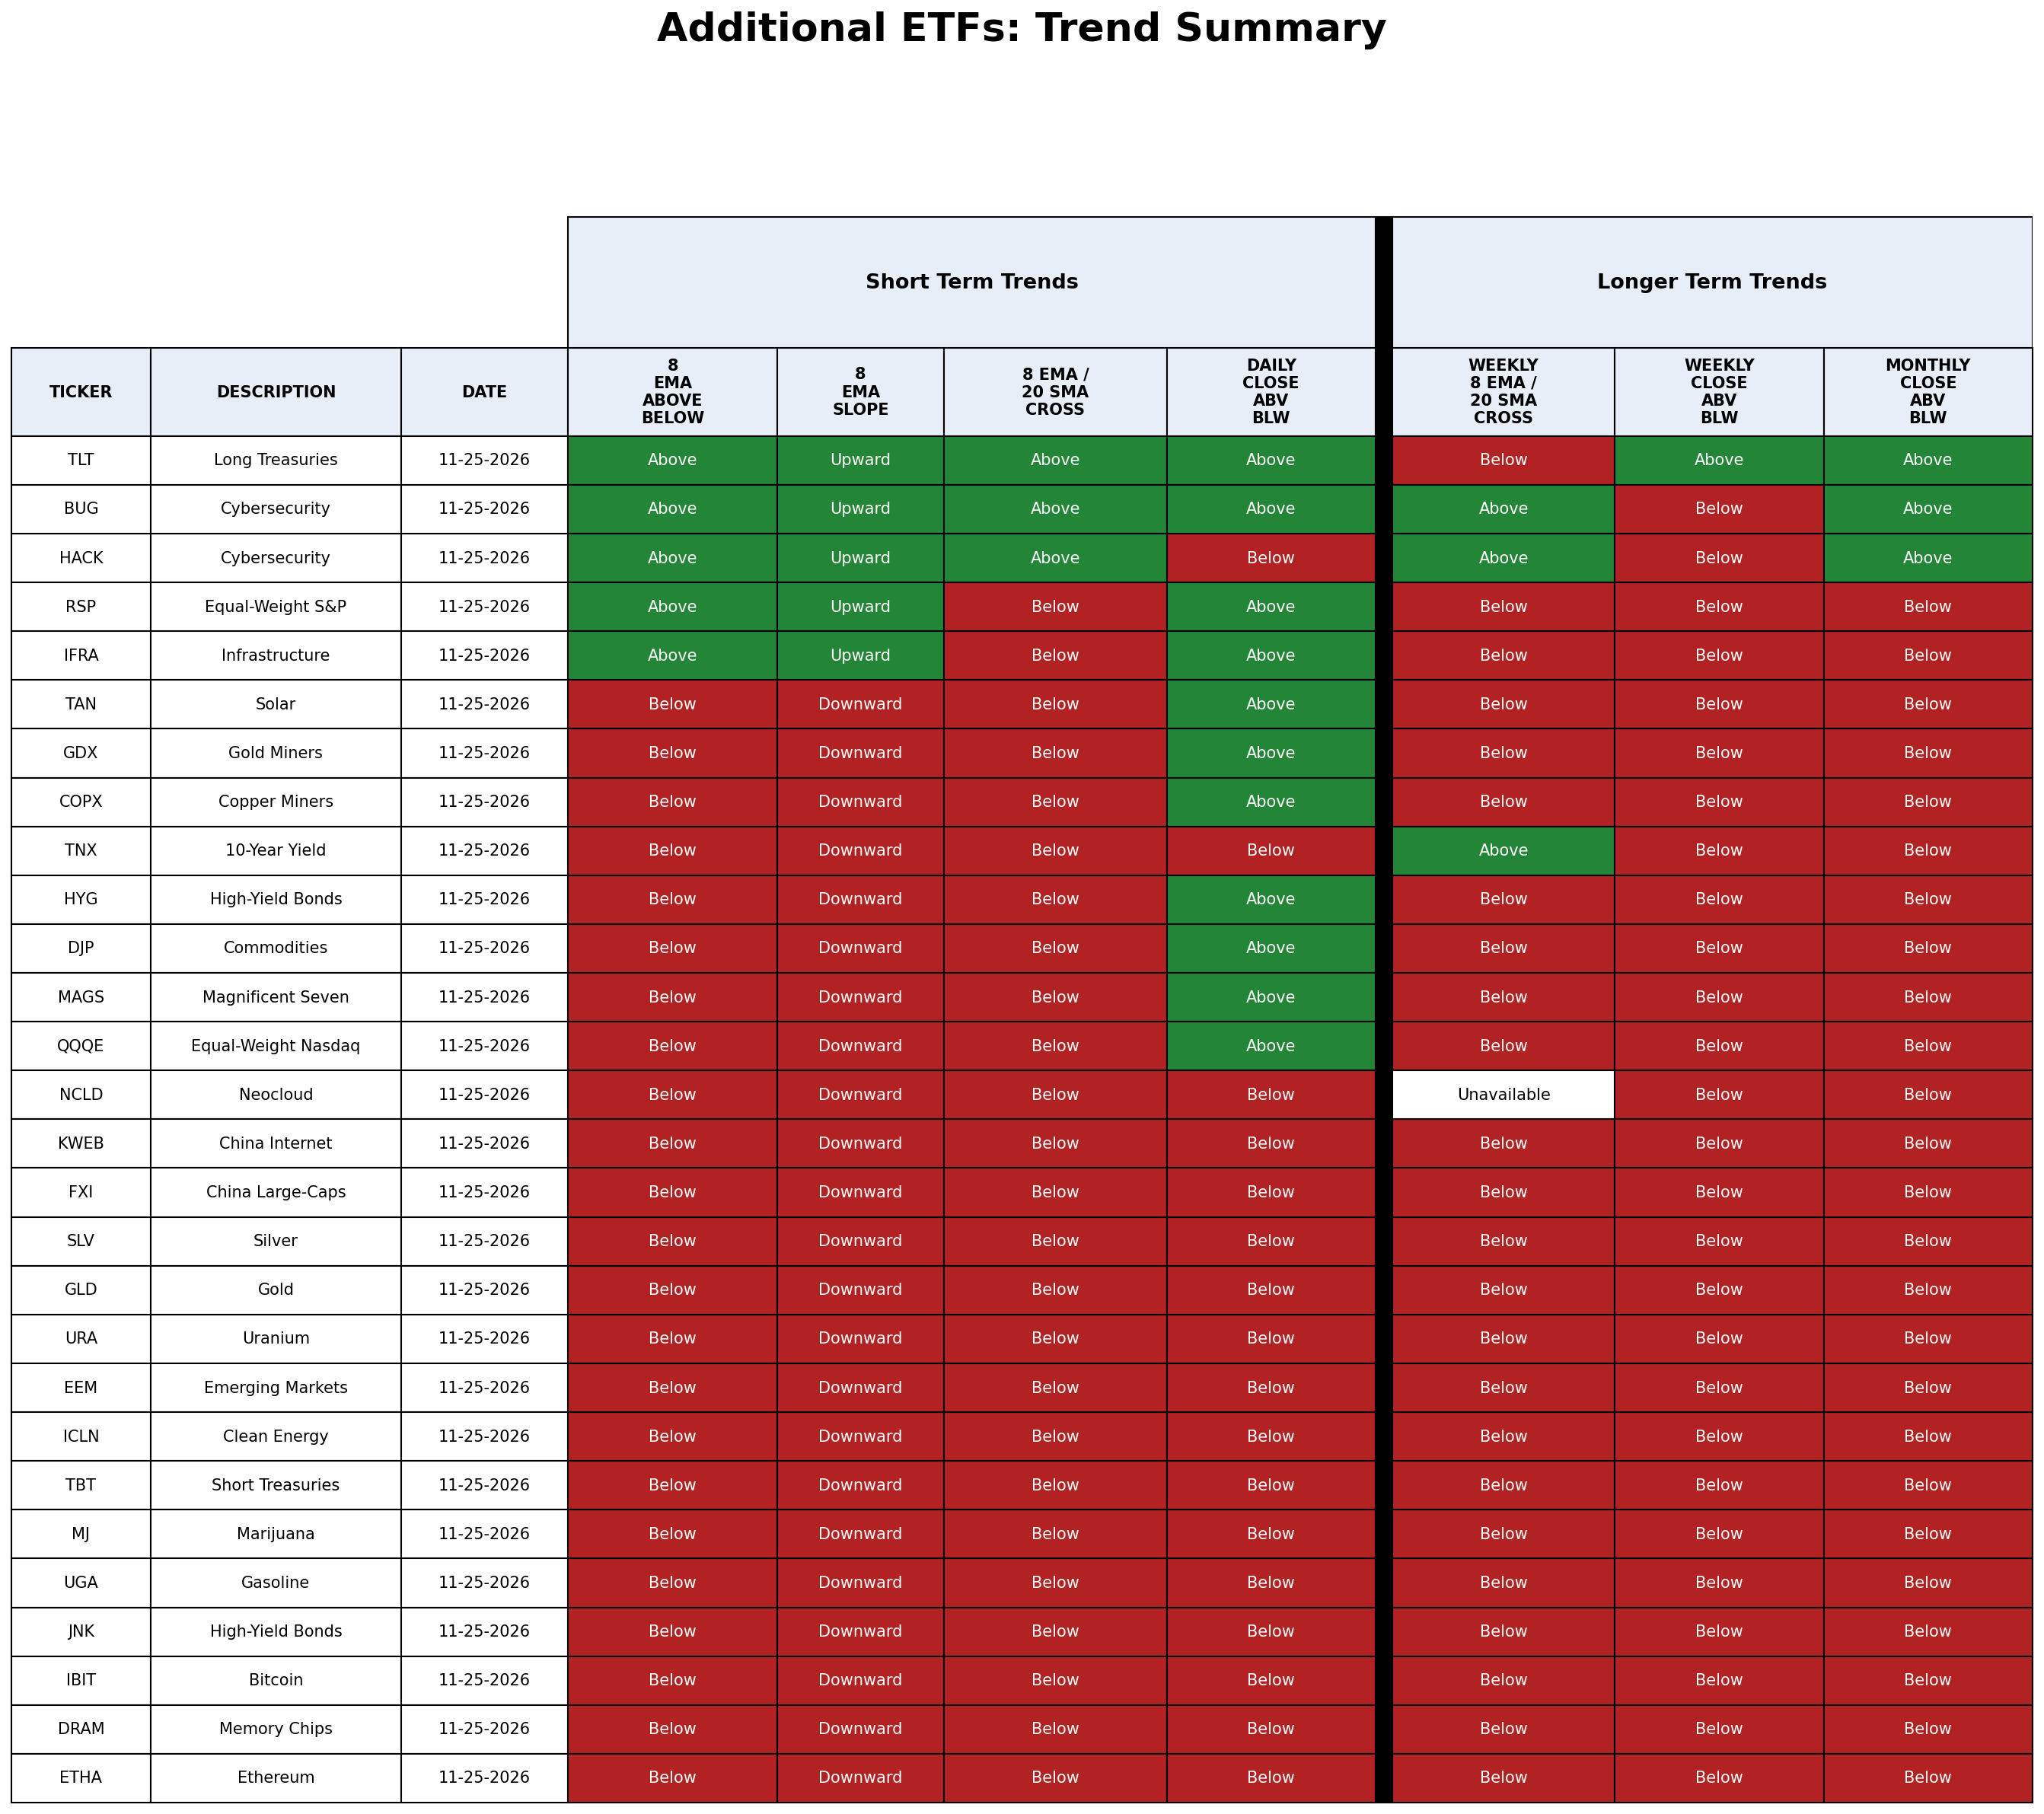 Additional ETFs: Trend Summary
Short Term Trends Longer Term Trends
TICKER DESCRIPTION DATE 8 EMA ABOVE BELOW 8 EMA SLOPE 8 EMA / 20 SMA CROSS DAILY CLOSE ABV BLW WEEKLY 8 EMA / 20 SMA CROSS WEEKLY CLOSE ABV BLW MONTHLY CLOSE ABV BLW
TLT Long Treasuries 11-25-2026 Above Upward Above Above Below Above Above
BUG Cybersecurity 11-25-2026 Above Upward Above Above Above Below Above
HACK Cybersecurity 11-25-2026 Above Upward Above Below Above Below Above
RSP Equal-Weight S&P 11-25-2026 Above Upward Below Above Below Below Below
IFRA Infrastructure 11-25-2026 Above Upward Below Above Below Below Below
TAN Solar 11-25-2026 Below Downward Below Above Below Below Below
GDX Gold Miners 11-25-2026 Below Downward Below Above Below Below Below
COPX Copper Miners 11-25-2026 Below Downward Below Above Below Below Below
TNX 10-Year Yield 11-25-2026 Below Downward Below Below Above Below Below
HYG High-Yield Bonds 11-25-2026 Below Downward Below Above Below Below Below
DJP Commodities 11-25-2026 Below Downward Below Above Below Below Below
MAGS Magnificent Seven 11-25-2026 Below Downward Below Above Below Below Below
QQQE Equal-Weight Nasdaq 11-25-2026 Below Downward Below Above Below Below Below
NCLD Neocloud 11-25-2026 Below Downward Below Below Unavailable Below Below
KWEB China Internet 11-25-2026 Below Downward Below Below Below Below Below
FXI China Large-Caps 11-25-2026 Below Downward Below Below Below Below Below
SLV Silver 11-25-2026 Below Downward Below Below Below Below Below
GLD Gold 11-25-2026 Below Downward Below Below Below Below Below
URA Uranium 11-25-2026 Below Downward Below Below Below Below Below
EEM Emerging Markets 11-25-2026 Below Downward Below Below Below Below Below
ICLN Clean Energy 11-25-2026 Below Downward Below Below Below Below Below
TBT Short Treasuries 11-25-2026 Below Downward Below Below Below Below Below
MJ Marijuana 11-25-2026 Below Downward Below Below Below Below Below
UGA Gasoline 11-25-2026 Below Downward Below Below Below Below Below
JNK High-Yield Bonds 11-25-2026 Below Downward Below Below Below Below Below
IBIT Bitcoin 11-25-2026 Below Downward Below Below Below Below Below
DRAM Memory Chips 11-25-2026 Below Downward Below Below Below Below Below
ETHA Ethereum 11-25-2026 Below Downward Below Below Below Below Below